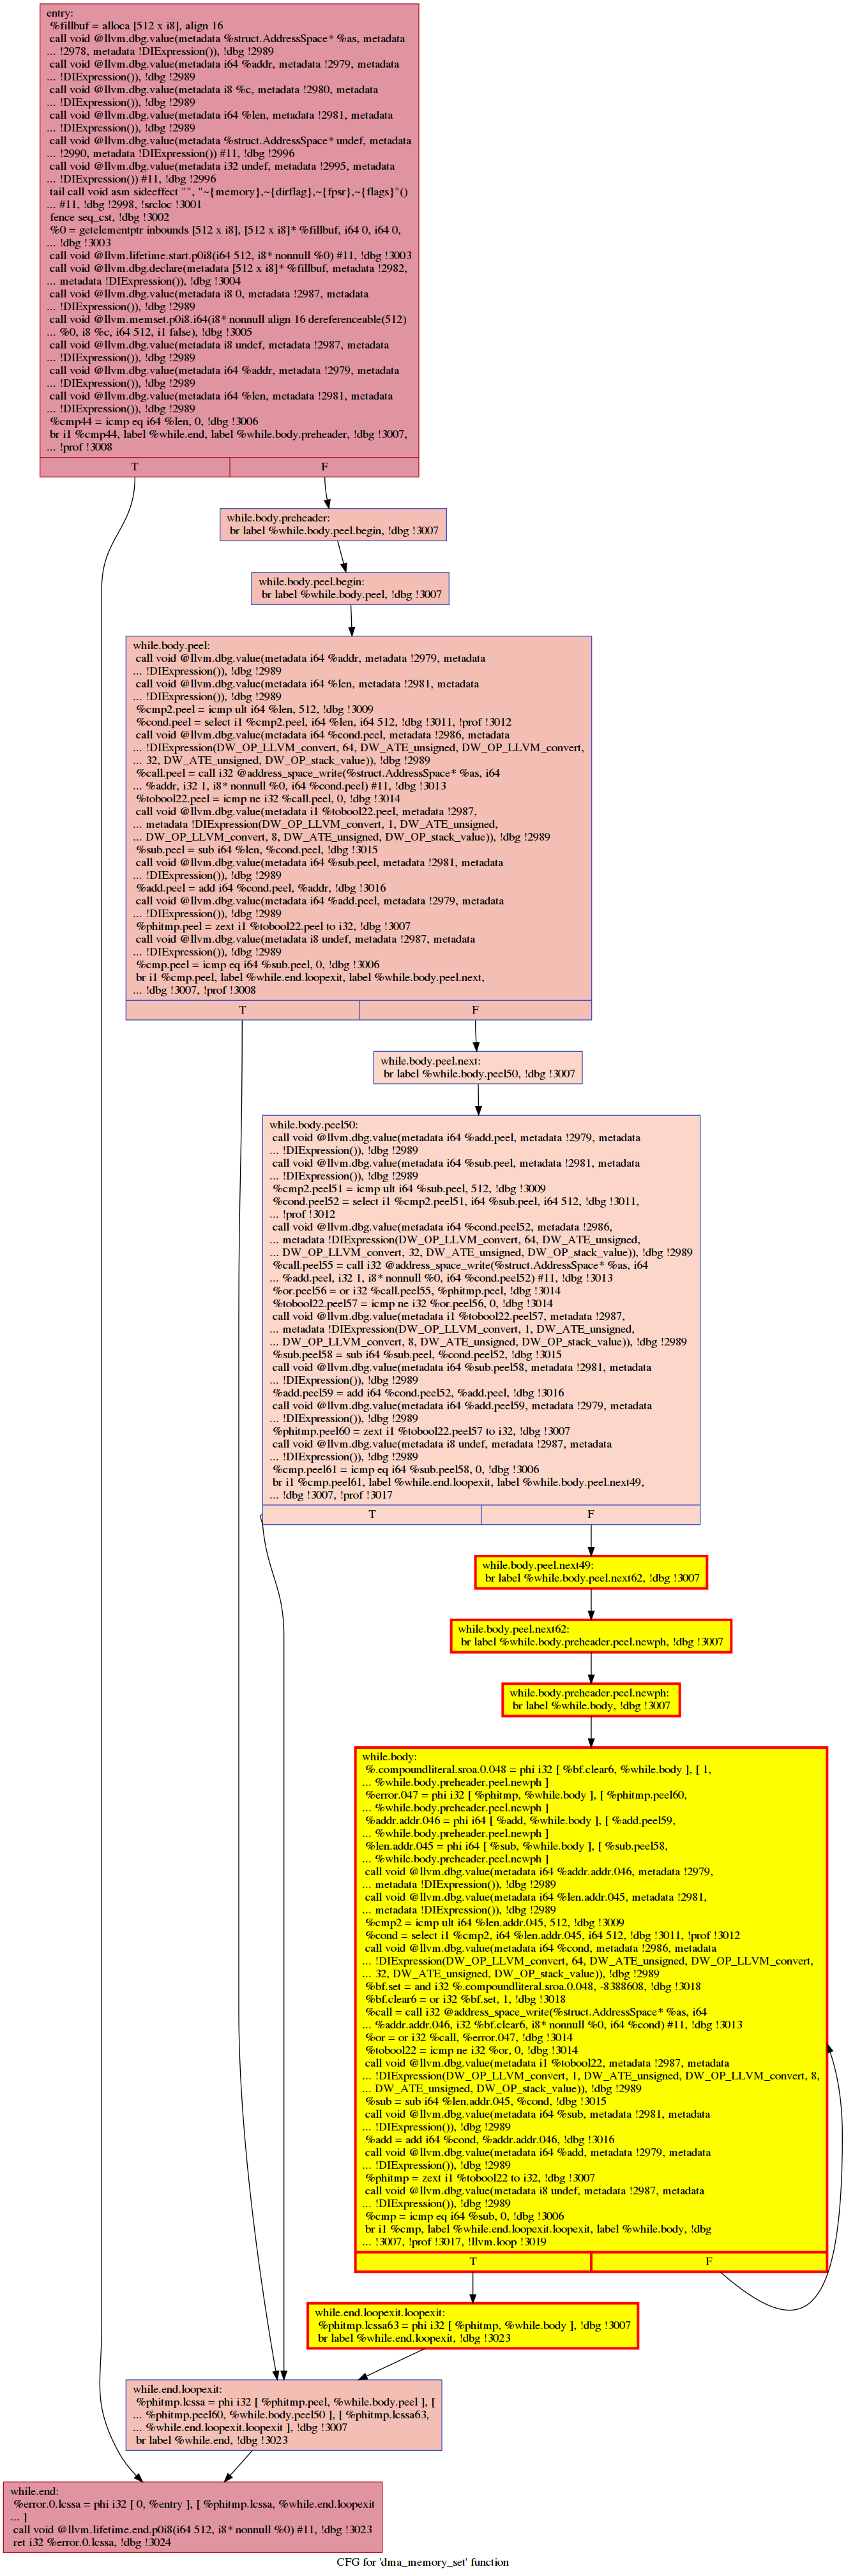 entry:
%fillbuf = alloca [512 x i8], align 16
call void @llvm.dbg.value(metadata %struct.AddressSpace* %as, metadata
... !2978, metadata !DIExpression()), !dbg !2989
call void @llvm.dbg.value(metadata i64 %addr, metadata !2979, metadata
... !DIExpression()), !dbg !2989
call void @llvm.dbg.value(metadata i8 %c, metadata !2980, metadata
... !DIExpression()), !dbg !2989
call void @llvm.dbg.value(metadata i64 %len, metadata !2981, metadata
... !DIExpression()), !dbg !2989
call void @llvm.dbg.value(metadata %struct.AddressSpace* undef, metadata
... !2990, metadata !DIExpression()) #11, !dbg !2996
call void @llvm.dbg.value(metadata i32 undef, metadata !2995, metadata
... !DIExpression()) #11, !dbg !2996
tail call void asm sideeffect "", "~{memory},~{dirflag},~{fpsr},~{flags}"()
... #11, !dbg !2998, !srcloc !3001
fence seq_cst, !dbg !3002
%0 = getelementptr inbounds [512 x i8], [512 x i8]* %fillbuf, i64 0, i64 0,
... !dbg !3003
call void @llvm.lifetime.start.p0i8(i64 512, i8* nonnull %0) #11, !dbg !3003
call void @llvm.dbg.declare(metadata [512 x i8]* %fillbuf, metadata !2982,
... metadata !DIExpression()), !dbg !3004
call void @llvm.dbg.value(metadata i8 0, metadata !2987, metadata
... !DIExpression()), !dbg !2989
call void @llvm.memset.p0i8.i64(i8* nonnull align 16 dereferenceable(512)
... %0, i8 %c, i64 512, i1 false), !dbg !3005
call void @llvm.dbg.value(metadata i8 undef, metadata !2987, metadata
... !DIExpression()), !dbg !2989
call void @llvm.dbg.value(metadata i64 %addr, metadata !2979, metadata
... !DIExpression()), !dbg !2989
call void @llvm.dbg.value(metadata i64 %len, metadata !2981, metadata
... !DIExpression()), !dbg !2989
%cmp44 = icmp eq i64 %len, 0, !dbg !3006
br i1 %cmp44, label %while.end, label %while.body.preheader, !dbg !3007,
... !prof !3008
T F
while.body.preheader:
br label %while.body.peel.begin, !dbg !3007
while.body.peel.begin:
br label %while.body.peel, !dbg !3007
while.body.peel:
call void @llvm.dbg.value(metadata i64 %addr, metadata !2979, metadata
... !DIExpression()), !dbg !2989
call void @llvm.dbg.value(metadata i64 %len, metadata !2981, metadata
... !DIExpression()), !dbg !2989
%cmp2.peel = icmp ult i64 %len, 512, !dbg !3009
%cond.peel = select i1 %cmp2.peel, i64 %len, i64 512, !dbg !3011, !prof !3012
call void @llvm.dbg.value(metadata i64 %cond.peel, metadata !2986, metadata
... !DIExpression(DW_OP_LLVM_convert, 64, DW_ATE_unsigned, DW_OP_LLVM_convert,
... 32, DW_ATE_unsigned, DW_OP_stack_value)), !dbg !2989
%call.peel = call i32 @address_space_write(%struct.AddressSpace* %as, i64
... %addr, i32 1, i8* nonnull %0, i64 %cond.peel) #11, !dbg !3013
%tobool22.peel = icmp ne i32 %call.peel, 0, !dbg !3014
call void @llvm.dbg.value(metadata i1 %tobool22.peel, metadata !2987,
... metadata !DIExpression(DW_OP_LLVM_convert, 1, DW_ATE_unsigned,
... DW_OP_LLVM_convert, 8, DW_ATE_unsigned, DW_OP_stack_value)), !dbg !2989
%sub.peel = sub i64 %len, %cond.peel, !dbg !3015
call void @llvm.dbg.value(metadata i64 %sub.peel, metadata !2981, metadata
... !DIExpression()), !dbg !2989
%add.peel = add i64 %cond.peel, %addr, !dbg !3016
call void @llvm.dbg.value(metadata i64 %add.peel, metadata !2979, metadata
... !DIExpression()), !dbg !2989
%phitmp.peel = zext i1 %tobool22.peel to i32, !dbg !3007
call void @llvm.dbg.value(metadata i8 undef, metadata !2987, metadata
... !DIExpression()), !dbg !2989
%cmp.peel = icmp eq i64 %sub.peel, 0, !dbg !3006
br i1 %cmp.peel, label %while.end.loopexit, label %while.body.peel.next,
... !dbg !3007, !prof !3008
T F
while.body.peel.next:
br label %while.body.peel50, !dbg !3007
while.body.peel50:
call void @llvm.dbg.value(metadata i64 %add.peel, metadata !2979, metadata
... !DIExpression()), !dbg !2989
call void @llvm.dbg.value(metadata i64 %sub.peel, metadata !2981, metadata
... !DIExpression()), !dbg !2989
%cmp2.peel51 = icmp ult i64 %sub.peel, 512, !dbg !3009
%cond.peel52 = select i1 %cmp2.peel51, i64 %sub.peel, i64 512, !dbg !3011,
... !prof !3012
call void @llvm.dbg.value(metadata i64 %cond.peel52, metadata !2986,
... metadata !DIExpression(DW_OP_LLVM_convert, 64, DW_ATE_unsigned,
... DW_OP_LLVM_convert, 32, DW_ATE_unsigned, DW_OP_stack_value)), !dbg !2989
%call.peel55 = call i32 @address_space_write(%struct.AddressSpace* %as, i64
... %add.peel, i32 1, i8* nonnull %0, i64 %cond.peel52) #11, !dbg !3013
%or.peel56 = or i32 %call.peel55, %phitmp.peel, !dbg !3014
%tobool22.peel57 = icmp ne i32 %or.peel56, 0, !dbg !3014
call void @llvm.dbg.value(metadata i1 %tobool22.peel57, metadata !2987,
... metadata !DIExpression(DW_OP_LLVM_convert, 1, DW_ATE_unsigned,
... DW_OP_LLVM_convert, 8, DW_ATE_unsigned, DW_OP_stack_value)), !dbg !2989
%sub.peel58 = sub i64 %sub.peel, %cond.peel52, !dbg !3015
call void @llvm.dbg.value(metadata i64 %sub.peel58, metadata !2981, metadata
... !DIExpression()), !dbg !2989
%add.peel59 = add i64 %cond.peel52, %add.peel, !dbg !3016
call void @llvm.dbg.value(metadata i64 %add.peel59, metadata !2979, metadata
... !DIExpression()), !dbg !2989
%phitmp.peel60 = zext i1 %tobool22.peel57 to i32, !dbg !3007
call void @llvm.dbg.value(metadata i8 undef, metadata !2987, metadata
... !DIExpression()), !dbg !2989
%cmp.peel61 = icmp eq i64 %sub.peel58, 0, !dbg !3006
br i1 %cmp.peel61, label %while.end.loopexit, label %while.body.peel.next49,
... !dbg !3007, !prof !3017
T F
while.body.peel.next49:
br label %while.body.peel.next62, !dbg !3007
while.body.peel.next62:
br label %while.body.preheader.peel.newph, !dbg !3007
while.body.preheader.peel.newph:
br label %while.body, !dbg !3007
while.body:
%.compoundliteral.sroa.0.048 = phi i32 [ %bf.clear6, %while.body ], [ 1,
... %while.body.preheader.peel.newph ]
%error.047 = phi i32 [ %phitmp, %while.body ], [ %phitmp.peel60,
... %while.body.preheader.peel.newph ]
%addr.addr.046 = phi i64 [ %add, %while.body ], [ %add.peel59,
... %while.body.preheader.peel.newph ]
%len.addr.045 = phi i64 [ %sub, %while.body ], [ %sub.peel58,
... %while.body.preheader.peel.newph ]
call void @llvm.dbg.value(metadata i64 %addr.addr.046, metadata !2979,
... metadata !DIExpression()), !dbg !2989
call void @llvm.dbg.value(metadata i64 %len.addr.045, metadata !2981,
... metadata !DIExpression()), !dbg !2989
%cmp2 = icmp ult i64 %len.addr.045, 512, !dbg !3009
%cond = select i1 %cmp2, i64 %len.addr.045, i64 512, !dbg !3011, !prof !3012
call void @llvm.dbg.value(metadata i64 %cond, metadata !2986, metadata
... !DIExpression(DW_OP_LLVM_convert, 64, DW_ATE_unsigned, DW_OP_LLVM_convert,
... 32, DW_ATE_unsigned, DW_OP_stack_value)), !dbg !2989
%bf.set = and i32 %.compoundliteral.sroa.0.048, -8388608, !dbg !3018
%bf.clear6 = or i32 %bf.set, 1, !dbg !3018
%call = call i32 @address_space_write(%struct.AddressSpace* %as, i64
... %addr.addr.046, i32 %bf.clear6, i8* nonnull %0, i64 %cond) #11, !dbg !3013
%or = or i32 %call, %error.047, !dbg !3014
%tobool22 = icmp ne i32 %or, 0, !dbg !3014
call void @llvm.dbg.value(metadata i1 %tobool22, metadata !2987, metadata
... !DIExpression(DW_OP_LLVM_convert, 1, DW_ATE_unsigned, DW_OP_LLVM_convert, 8,
... DW_ATE_unsigned, DW_OP_stack_value)), !dbg !2989
%sub = sub i64 %len.addr.045, %cond, !dbg !3015
call void @llvm.dbg.value(metadata i64 %sub, metadata !2981, metadata
... !DIExpression()), !dbg !2989
%add = add i64 %cond, %addr.addr.046, !dbg !3016
call void @llvm.dbg.value(metadata i64 %add, metadata !2979, metadata
... !DIExpression()), !dbg !2989
%phitmp = zext i1 %tobool22 to i32, !dbg !3007
call void @llvm.dbg.value(metadata i8 undef, metadata !2987, metadata
... !DIExpression()), !dbg !2989
%cmp = icmp eq i64 %sub, 0, !dbg !3006
br i1 %cmp, label %while.end.loopexit.loopexit, label %while.body, !dbg
... !3007, !prof !3017, !llvm.loop !3019
T F
while.end.loopexit.loopexit:
%phitmp.lcssa63 = phi i32 [ %phitmp, %while.body ], !dbg !3007
br label %while.end.loopexit, !dbg !3023
while.end.loopexit:
%phitmp.lcssa = phi i32 [ %phitmp.peel, %while.body.peel ], [
... %phitmp.peel60, %while.body.peel50 ], [ %phitmp.lcssa63,
... %while.end.loopexit.loopexit ], !dbg !3007
br label %while.end, !dbg !3023
while.end:
%error.0.lcssa = phi i32 [ 0, %entry ], [ %phitmp.lcssa, %while.end.loopexit
... ]
call void @llvm.lifetime.end.p0i8(i64 512, i8* nonnull %0) #11, !dbg !3023
ret i32 %error.0.lcssa, !dbg !3024
CFG for 'dma_memory_set' function